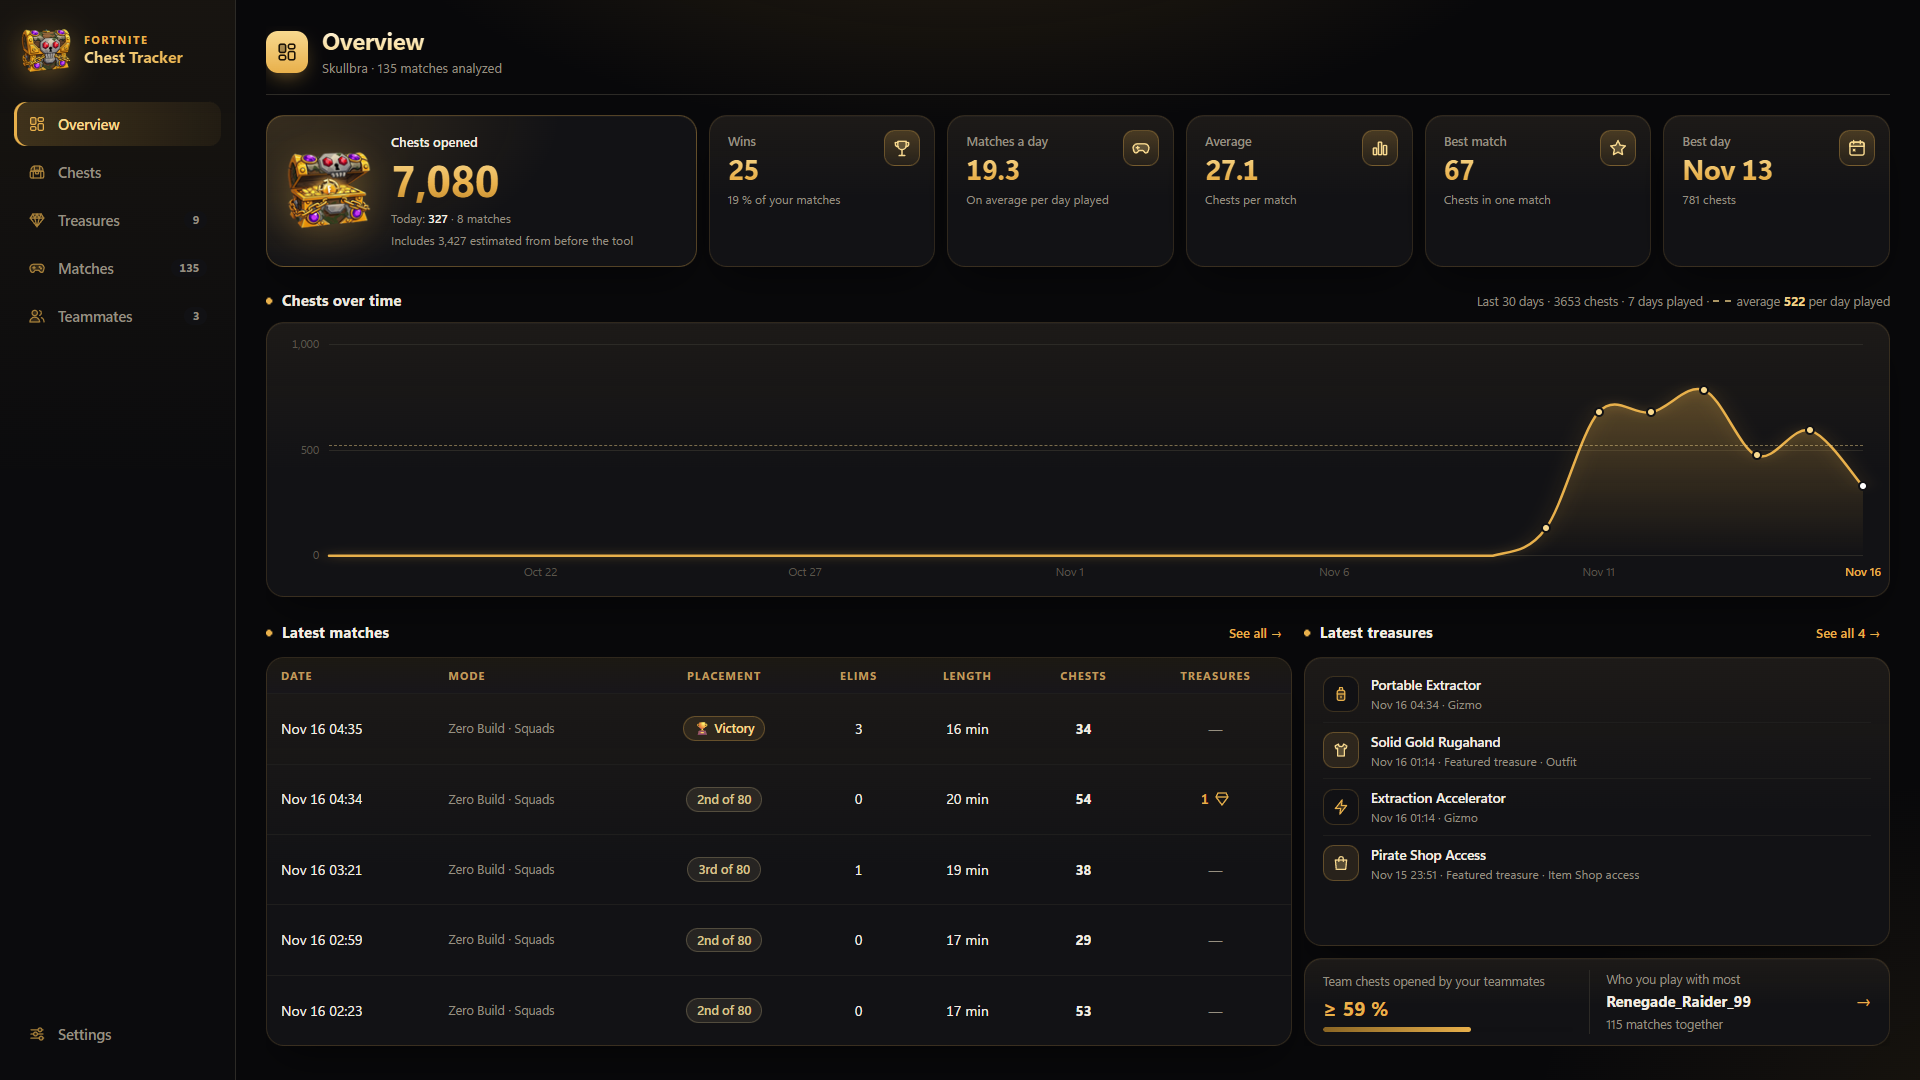 FORTNITE
Chest Tracker
Overview
Chests
Treasures 9
Matches 135
Teammates 3
Settings
Overview
Skullbra · 135 matches analyzed
Chests opened
7,080
Today: 327 · 8 matches
Includes 3,427 estimated from before the tool
Wins
25
19 % of your matches
Matches a day
19.3
On average per day played
Average
27.1
Chests per match
Best match
67
Chests in one match
Best day
Nov 13
781 chests
Chests over time
Last 30 days · 3653 chests · 7 days played · average 522 per day played
1,000
500
0
Oct 22 Oct 27 Nov 1 Nov 6 Nov 11 Nov 16
Latest matches
See all →
DATE MODE PLACEMENT ELIMS LENGTH CHESTS TREASURES
Nov 16 04:35 Zero Build · Squads Victory 3 16 min 34 —
Nov 16 04:34 Zero Build · Squads 2nd of 80 0 20 min 54 1
Nov 16 03:21 Zero Build · Squads 3rd of 80 1 19 min 38 —
Nov 16 02:59 Zero Build · Squads 2nd of 80 0 17 min 29 —
Nov 16 02:23 Zero Build · Squads 2nd of 80 0 17 min 53 —
Latest treasures
See all 4 →
Portable Extractor
Nov 16 04:34 · Gizmo
Solid Gold Rugahand
Nov 16 01:14 · Featured treasure · Outfit
Extraction Accelerator
Nov 16 01:14 · Gizmo
Pirate Shop Access
Nov 15 23:51 · Featured treasure · Item Shop access
Team chests opened by your teammates
≥ 59 %
Who you play with most
Renegade_Raider_99 →
115 matches together